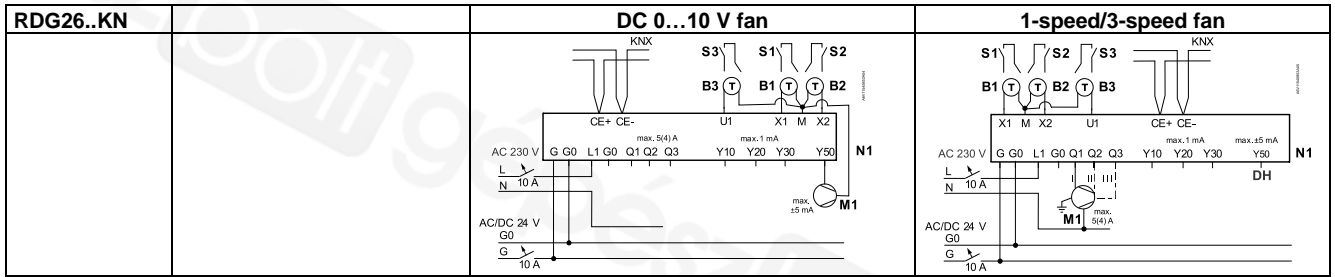 RDG26..KN DC 0…10 V fan 1-speed/3-speed fan
KNX S3 S1 S2
B3 T B1 T T B2
CE+ CE- U1 X1 M X2
max. 5(4) A max. 1 mA
AC 230 V G G0 L1 G0 Q1 Q2 Q3 Y10 Y20 Y30 Y50 N1
L
10 A
N
max.
±5 mA M1
AC/DC 24 V
G0
G
10 A
S1 S2 S3 KNX
B1 T T B2 T B3
X1 M X2 U1 CE+ CE-
max. 1 mA max.±5 mA
AC 230 V G G0 L1 G0 Q1 Q2 Q3 Y10 Y20 Y30 Y50 N1
L I II III DH
10 A
N
M1 max.
5(4) A
AC/DC 24 V
G0
G
10 A
bolt
gépész